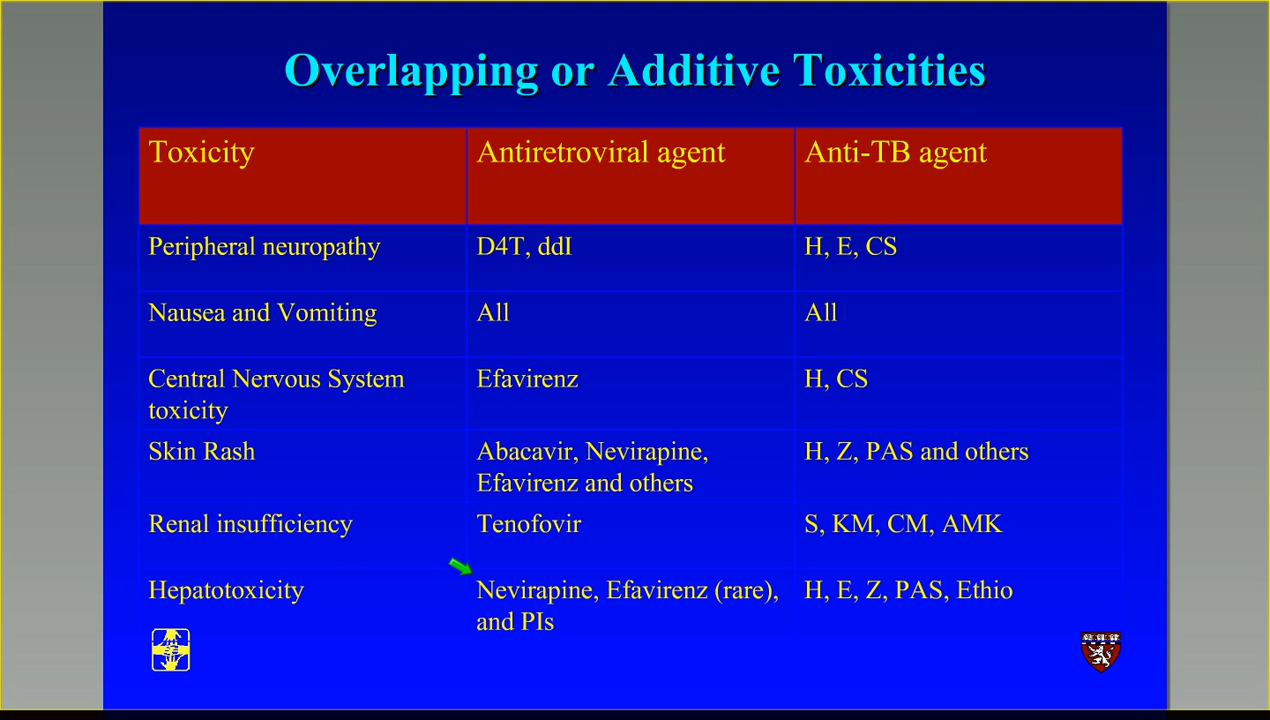 Overlapping or Additive Toxicities
Toxicity Antiretroviral agent Anti-TB agent
Peripheral neuropathy D4T, ddI H, E, CS
Nausea and Vomiting All All
Central Nervous System toxicity Efavirenz H, CS
Skin Rash Abacavir, Nevirapine, Efavirenz and others H, Z, PAS and others
Renal insufficiency Tenofovir S, KM, CM, AMK
Hepatotoxicity Nevirapine, Efavirenz (rare), and PIs H, E, Z, PAS, Ethio